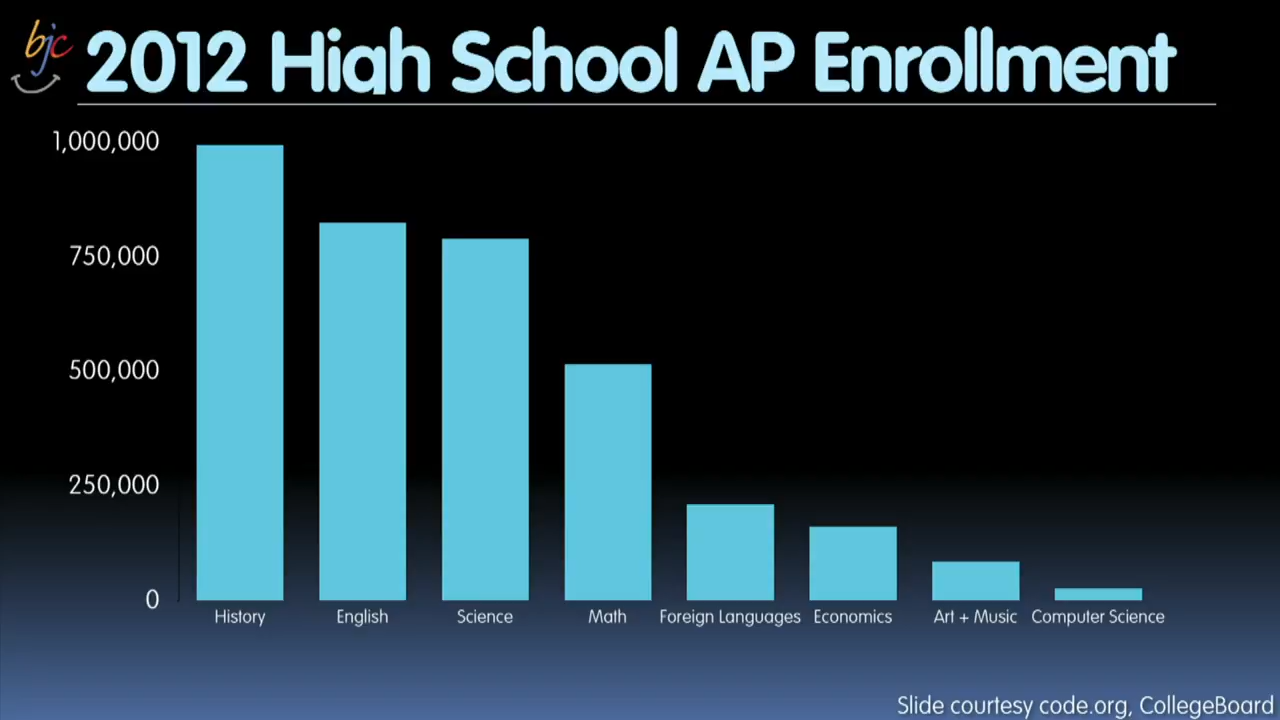 bjc
2012 High School AP Enrollment
1,000,000
750,000
500,000
250,000
0
History English Science Math Foreign Languages Economics Art + Music Computer Science
Slide courtesy code.org, CollegeBoard